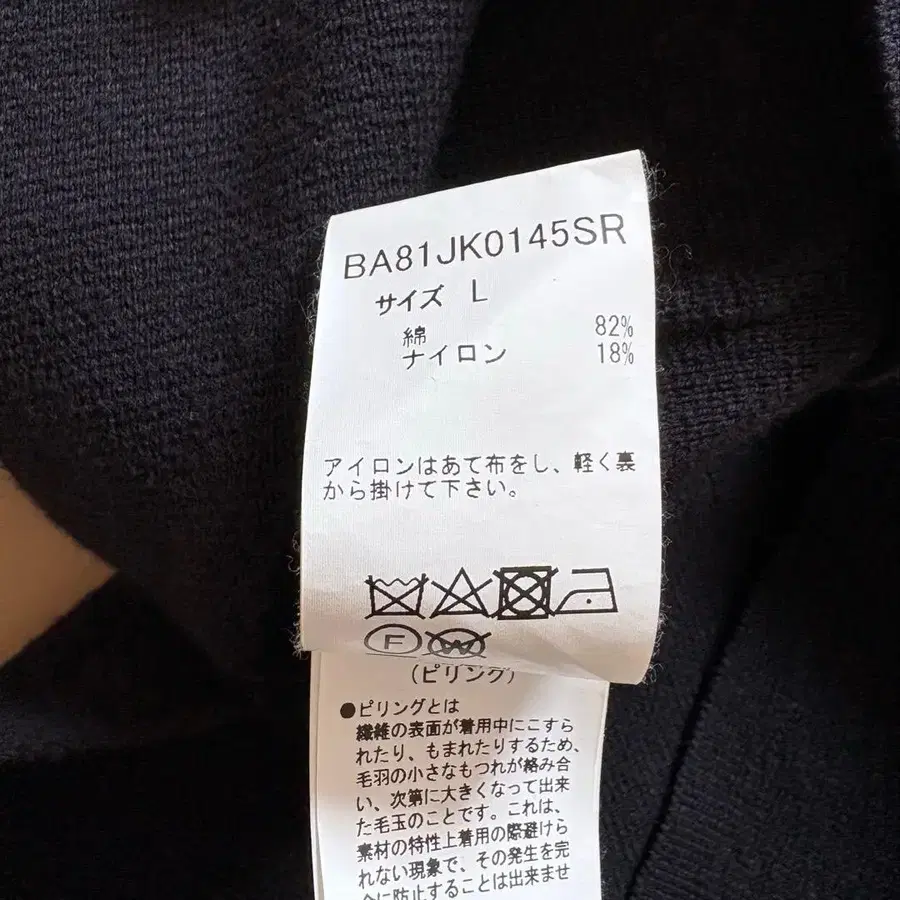 BA81JK0145SR
サイズ L
綿 82%
ナイロン 18%
アイロンはあて布をし、軽く裏
から掛けて下さい。
F W
(ピリング)
●ピリングとは
繊維の表面が着用中にこすら
れたり、もまれたりするため、
毛羽の小さなもつれが絡み合
い、次第に大きくなって出来
た毛玉のことです。これは、
素材の特性上着用の際避けら
れない現象で、その発生を完
全に防止することは出来ませ